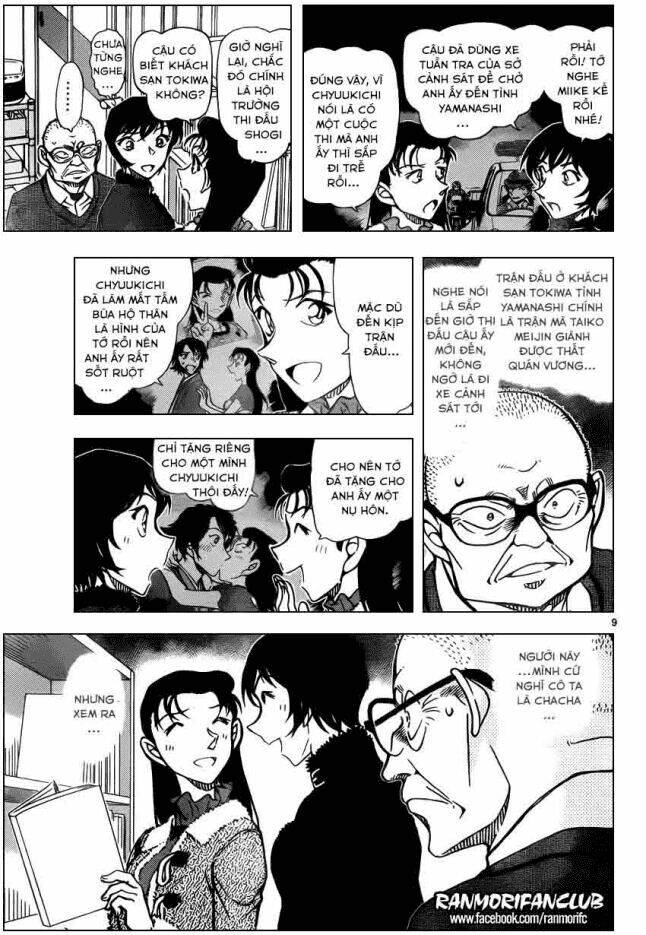 PHẢI
RỒI! TỚ
NGHE
MIIKE KỂ
RỒI
NHÉ!
CẬU ĐÃ DÙNG XE
TUẦN TRA CỦA SỞ
CẢNH SÁT ĐỂ CHỞ
ANH ẤY ĐẾN TỈNH
YAMANASHI
...
ĐÚNG VẬY, VÌ
CHYUUKICHI
NÓI LÀ CÓ
MỘT CUỘC
THI MÀ ANH
ẤY THÌ SẮP
ĐI TRỄ
RỒI...
GIỜ NGHĨ
LẠI, CHẮC
ĐÓ CHÍNH
LÀ HỘI
TRƯỜNG
THI ĐẤU
SHOGI
CẬU CÓ
BIẾT KHÁCH
SẠN TOKIWA
KHÔNG?
CHƯA
TỪNG
NGHE
......
TRẬN ĐẤU Ở KHÁCH
SẠN TOKIWA TỈNH
YAMANASHI CHÍNH
LÀ TRẬN MÀ TAIKO
MEIJIN GIÀNH
ĐƯỢC THẤT
QUÁN VƯƠNG...
NGHE NÓI
LÀ SẮP
ĐẾN GIỜ THI
ĐẤU CẬU ẤY
MỚI ĐẾN,
KHÔNG
NGỜ LÀ ĐI
XE CẢNH
SÁT TỚI
...
MẶC DÙ
ĐẾN KỊP
TRẬN
ĐẤU...
NHƯNG
CHYUUKICHI
ĐÃ LÀM MẤT TẤM
BÙA HỘ THÂN
LÀ HÌNH CỦA
TỚ RỒI NÊN
ANH ẤY RẤT
SỐT RUỘT
...
CHO NÊN TỚ
ĐÃ TẶNG CHO
ANH ẤY MỘT
NỤ HÔN.
CHỈ TẶNG RIÊNG
CHO MỘT MÌNH
CHYUUKICHI
THÔI ĐẤY!
9
NGƯỜI NÀY
...MÌNH CỨ
NGHĨ CÔ TA
LÀ CHACHA
...
NHƯNG
XEM RA
...
RANMORIFANCLUB
www.facebook.com/ranmorifc